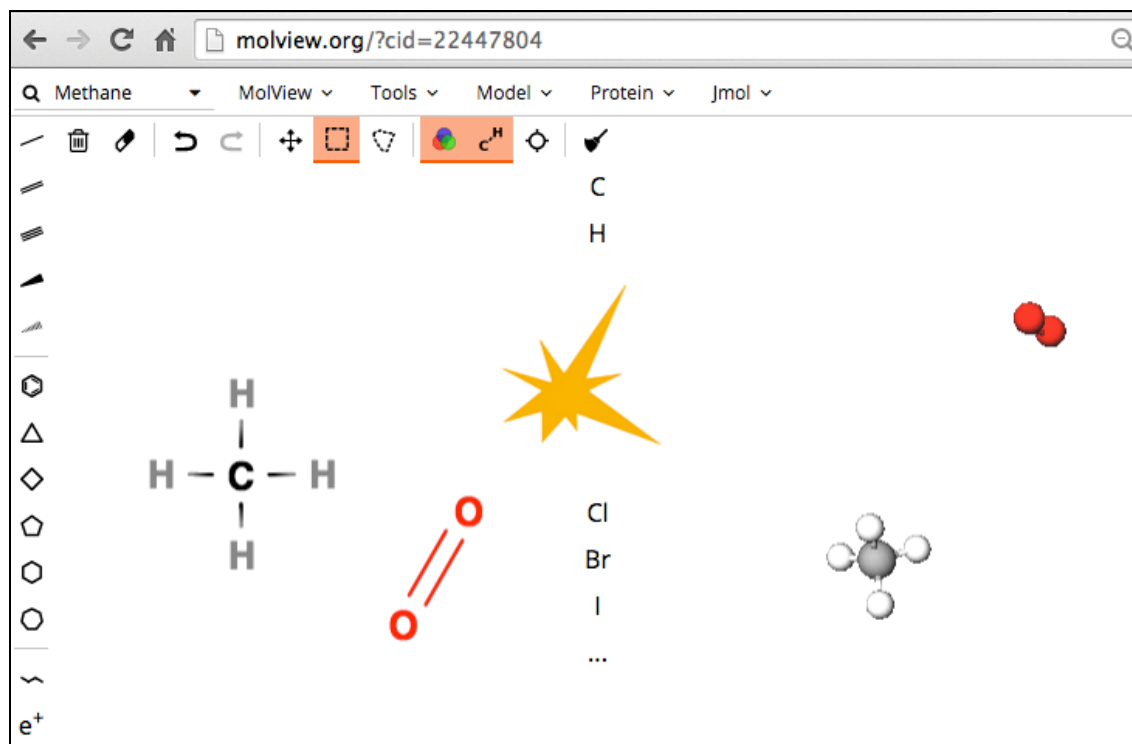 molview.org/?cid=22447804
Methane MolView Tools Model Protein Jmol
C H
C
H
H
H C H
H
O
O
Cl
Br
I
...
e+